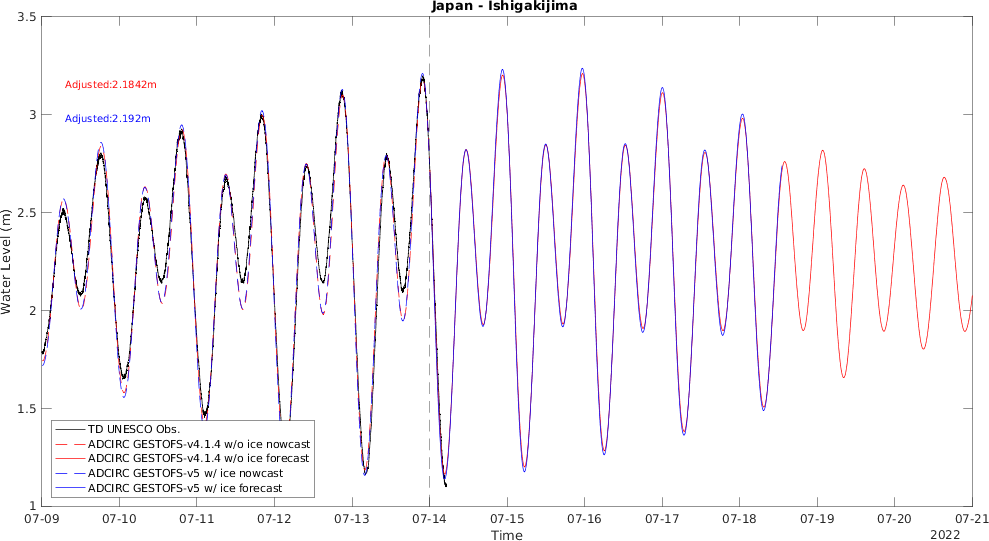 Japan - Ishigakijima
3.5
Adjusted:2.1842m
3
Adjusted:2.192m
2.5
Water Level (m)
2
1.5
TD UNESCO Obs.
ADCIRC GESTOFS-v4.1.4 w/o ice nowcast
ADCIRC GESTOFS-v4.1.4 w/o ice forecast
ADCIRC GESTOFS-v5 w/ ice nowcast
ADCIRC GESTOFS-v5 w/ ice forecast
1
07-09 07-10 07-11 07-12 07-13 07-14 07-15 07-16 07-17 07-18 07-19 07-20 07-21
Time
2022